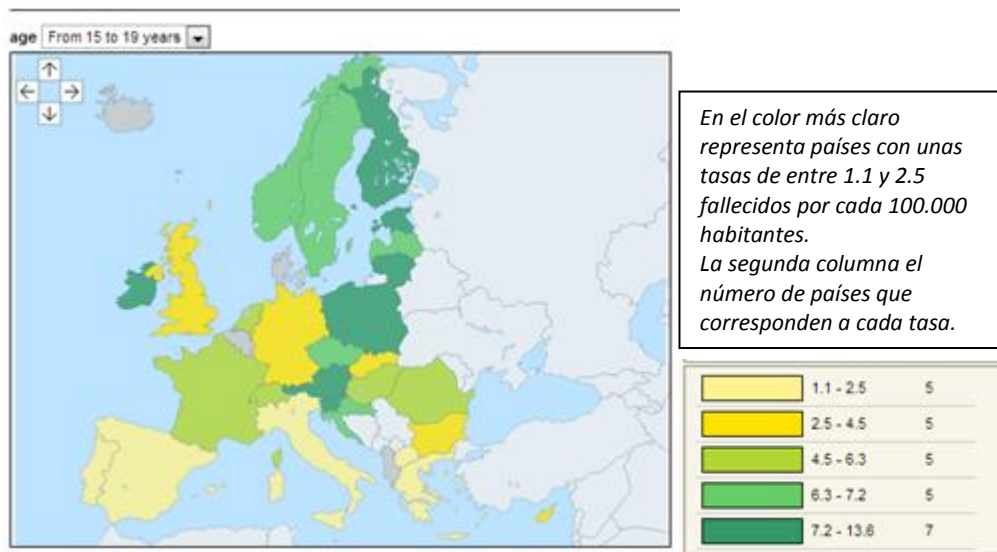 age From 15 to 19 years
En el color más claro
representa países con unas
tasas de entre 1.1 y 2.5
fallecidos por cada 100.000
habitantes.
La segunda columna el
número de países que
corresponden a cada tasa.
1.1 - 2.5 5
2.5 - 4.5 5
4.5 - 6.3 5
6.3 - 7.2 5
7.2 - 13.6 7